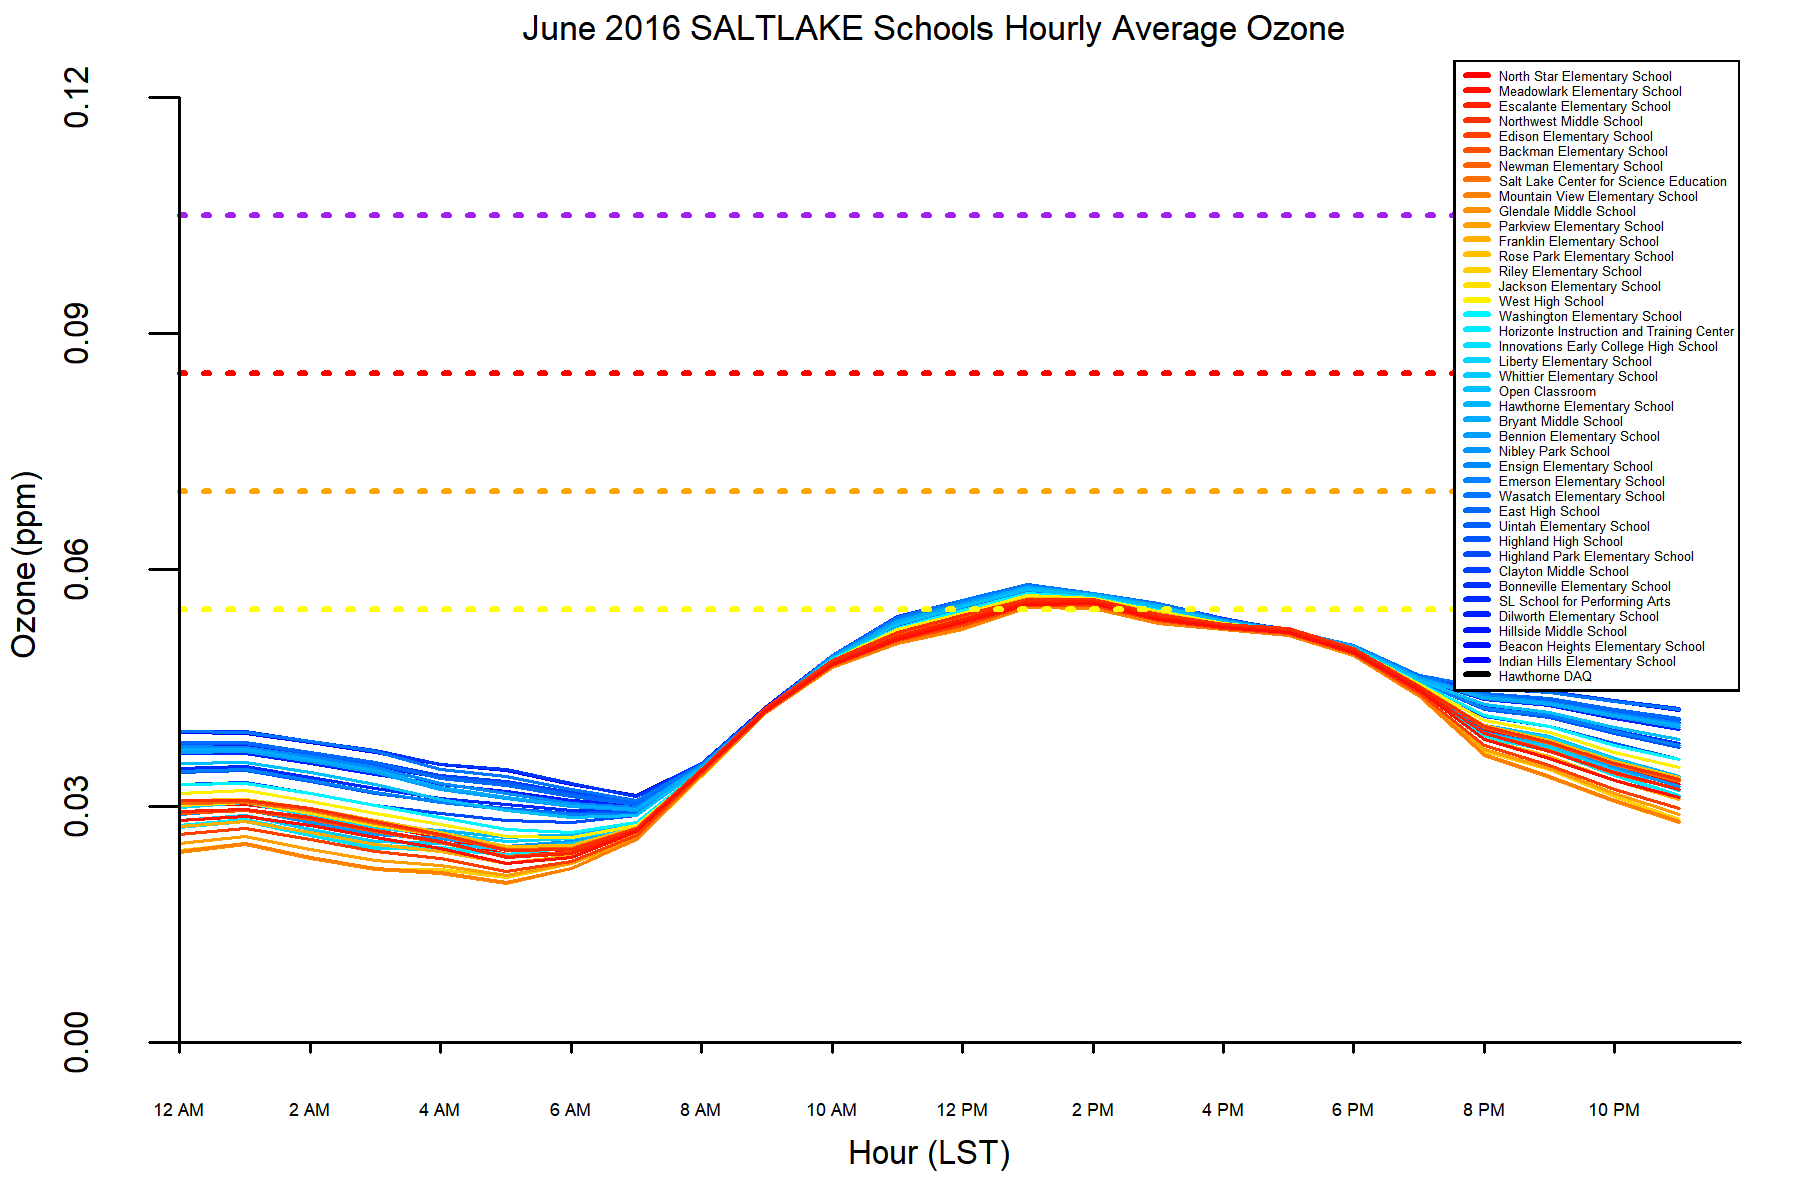 June 2016 SALTLAKE Schools Hourly Average Ozone
North Star Elementary School
Meadowlark Elementary School
Escalante Elementary School
Northwest Middle School
Edison Elementary School
Backman Elementary School
Newman Elementary School
Salt Lake Center for Science Education
Mountain View Elementary School
Glendale Middle School
Parkview Elementary School
Franklin Elementary School
Rose Park Elementary School
Riley Elementary School
Jackson Elementary School
West High School
Washington Elementary School
Horizonte Instruction and Training Center
Innovations Early College High School
Liberty Elementary School
Whittier Elementary School
Open Classroom
Hawthorne Elementary School
Bryant Middle School
Bennion Elementary School
Nibley Park School
Ensign Elementary School
Emerson Elementary School
Wasatch Elementary School
East High School
Uintah Elementary School
Highland High School
Highland Park Elementary School
Clayton Middle School
Bonneville Elementary School
SL School for Performing Arts
Dilworth Elementary School
Hillside Middle School
Beacon Heights Elementary School
Indian Hills Elementary School
Hawthorne DAQ
0.12
0.09
0.06
0.03
0.00
Ozone (ppm)
12 AM 2 AM 4 AM 6 AM 8 AM 10 AM 12 PM 2 PM 4 PM 6 PM 8 PM 10 PM
Hour (LST)